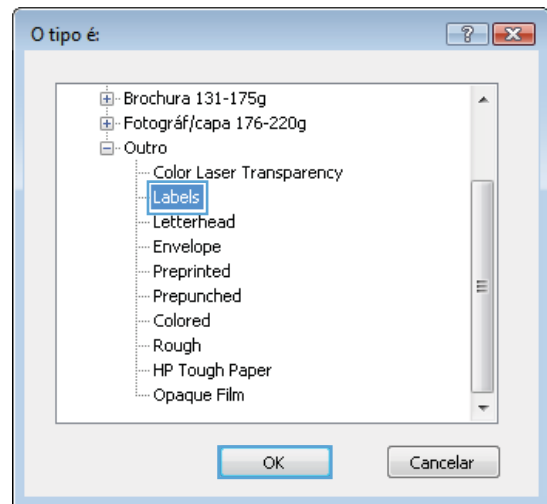 O tipo é:
Brochura 131-175g
Fotográf/capa 176-220g
Outro
Color Laser Transparency
Labels
Letterhead
Envelope
Preprinted
Prepunched
Colored
Rough
HP Tough Paper
Opaque Film
OK Cancelar